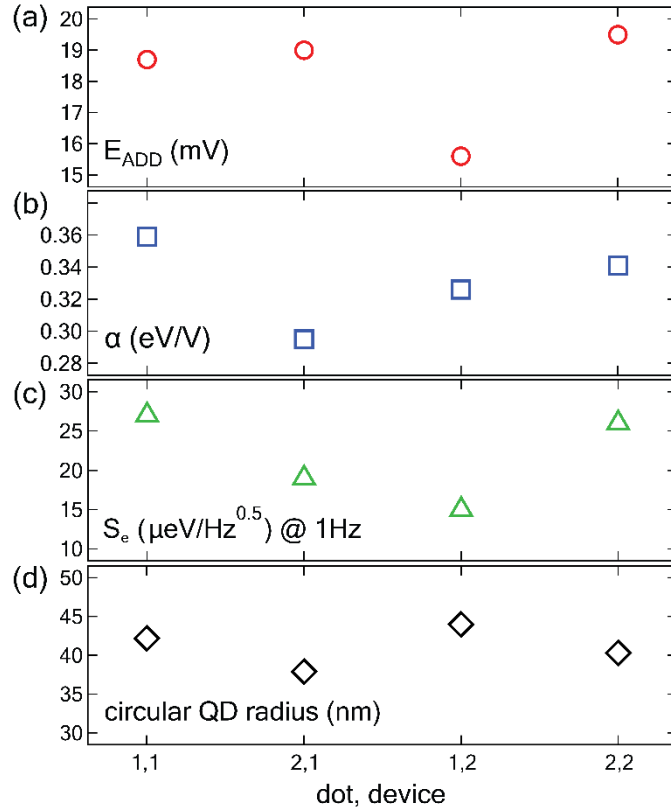 (a)
20
19
18
17
16
15
E_ADD (mV)
(b)
0.36
0.34
0.32
0.30
0.28
α (eV/V)
(c)
30
25
20
15
10
S_e (µeV/Hz^0.5) @ 1Hz
(d)
50
45
40
35
30
circular QD radius (nm)
1,1 2,1 1,2 2,2
dot, device